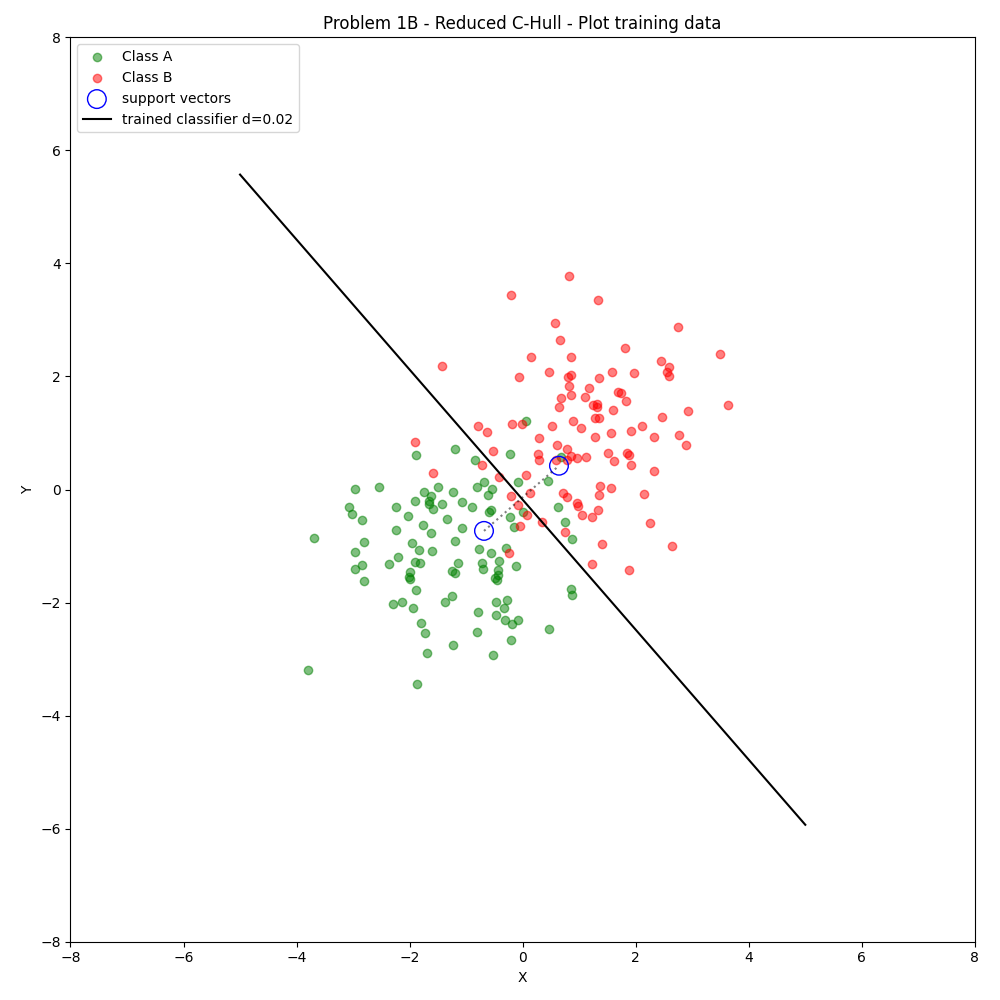 Problem 1B - Reduced C-Hull - Plot training data
Class A
Class B
support vectors
trained classifier d=0.02
8
6
4
2
0
−2
−4
−6
−8
Y
−8 −6 −4 −2 0 2 4 6 8
X